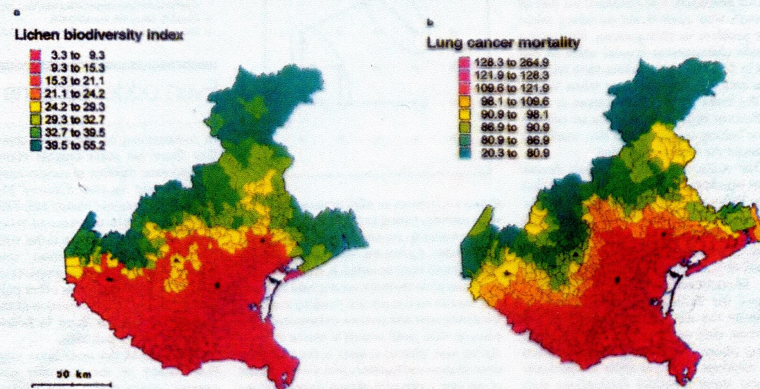 a
Lichen biodiversity index
3.3 to 9.3
9.3 to 15.3
15.3 to 21.1
21.1 to 24.2
24.2 to 29.3
29.3 to 32.7
32.7 to 39.5
39.5 to 55.2
50 km
b
Lung cancer mortality
128.3 to 264.9
121.9 to 128.3
109.6 to 121.9
98.1 to 109.6
90.9 to 98.1
86.9 to 90.9
80.9 to 86.9
20.3 to 80.9